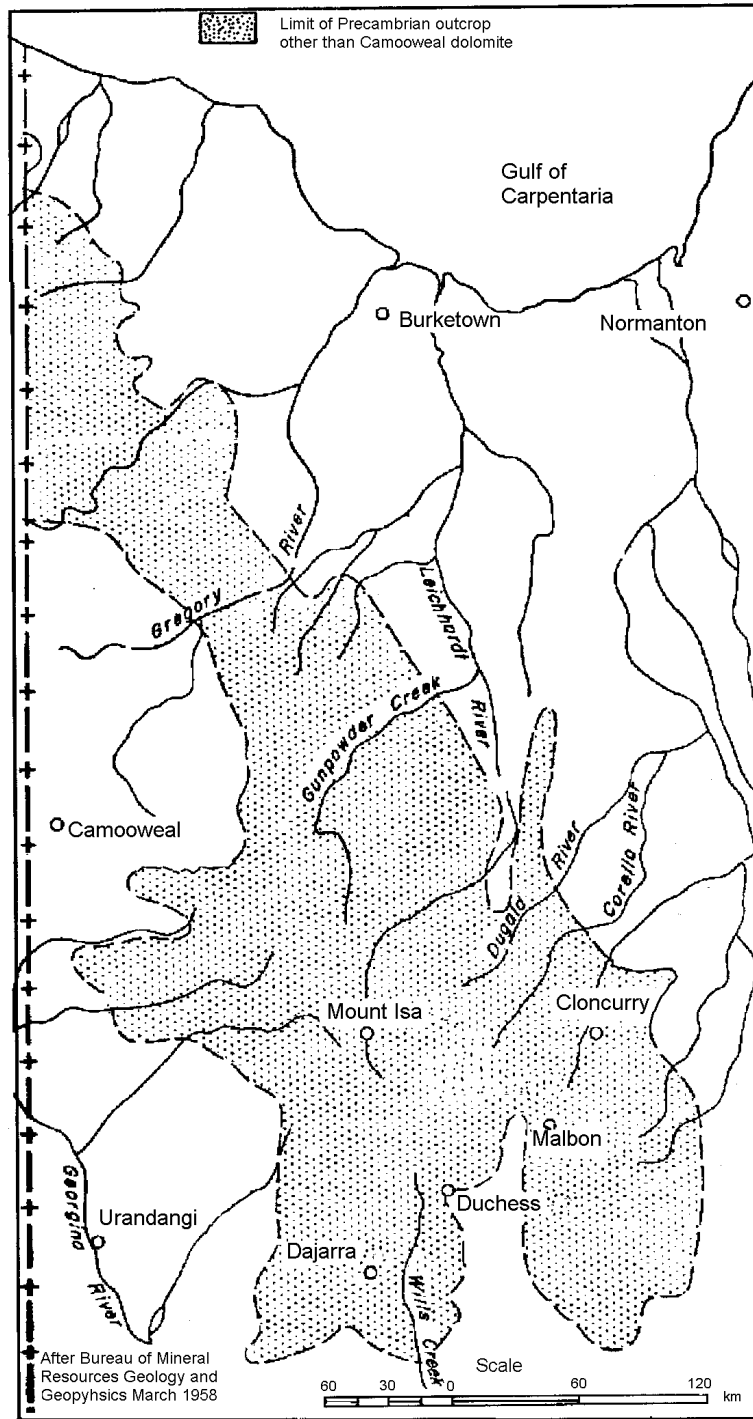 Limit of Precambrian outcrop
other than Camooweal dolomite
Gulf of
Carpentaria
Burketown
Normanton
Gregory River
Leichhardt River
Gunpowder Creek
Camooweal
Dugald River
Corella River
Mount Isa
Cloncurry
Malbon
Duchess
Georgina River
Urandangi
Dajarra
Wills Creek
After Bureau of Mineral
Resources Geology and
Geopyhsics March 1958
Scale
60 30 0 60 120 km